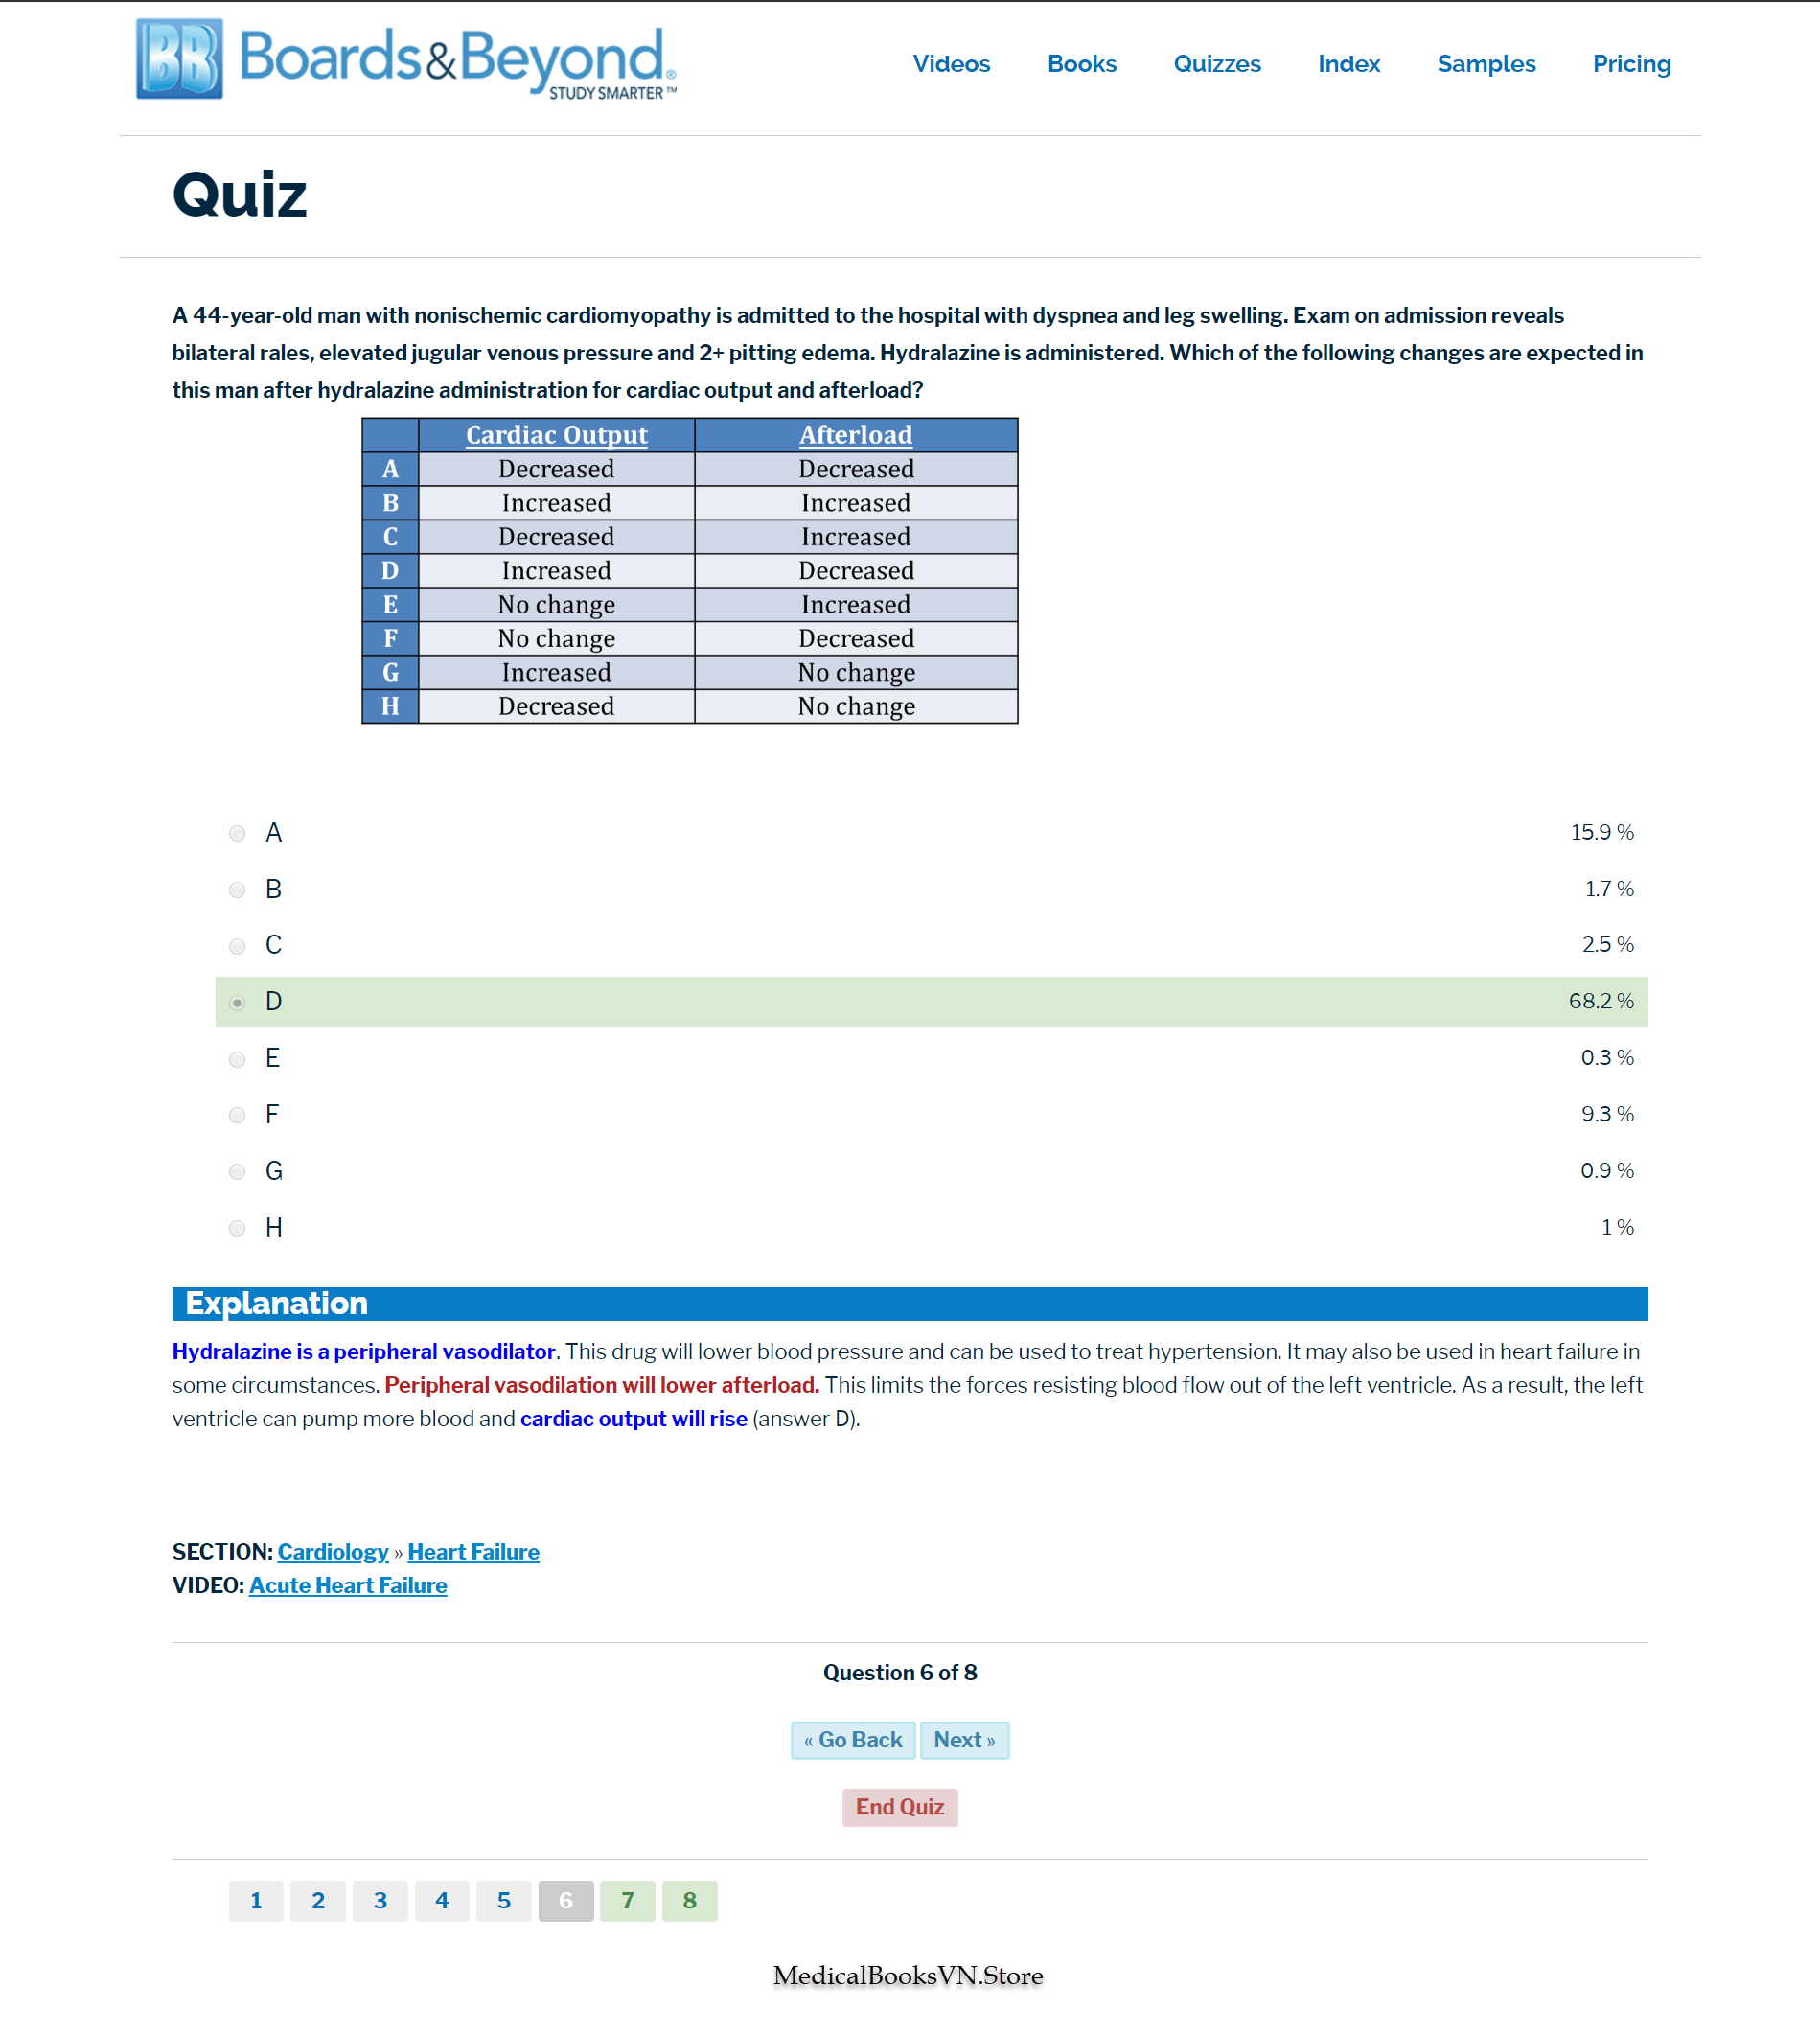 BB Boards&Beyond®
STUDY SMARTER™
Videos Books Quizzes Index Samples Pricing
Quiz
A 44-year-old man with nonischemic cardiomyopathy is admitted to the hospital with dyspnea and leg swelling. Exam on admission reveals
bilateral rales, elevated jugular venous pressure and 2+ pitting edema. Hydralazine is administered. Which of the following changes are expected in
this man after hydralazine administration for cardiac output and afterload?
Cardiac Output Afterload
A Decreased Decreased
B Increased Increased
C Decreased Increased
D Increased Decreased
E No change Increased
F No change Decreased
G Increased No change
H Decreased No change
A 15.9 %
B 1.7 %
C 2.5 %
D 68.2 %
E 0.3 %
F 9.3 %
G 0.9 %
H 1 %
Explanation
Hydralazine is a peripheral vasodilator. This drug will lower blood pressure and can be used to treat hypertension. It may also be used in heart failure in
some circumstances. Peripheral vasodilation will lower afterload. This limits the forces resisting blood flow out of the left ventricle. As a result, the left
ventricle can pump more blood and cardiac output will rise (answer D).
SECTION: Cardiology » Heart Failure
VIDEO: Acute Heart Failure
Question 6 of 8
« Go Back Next »
End Quiz
1 2 3 4 5 6 7 8
MedicalBooksVN.Store